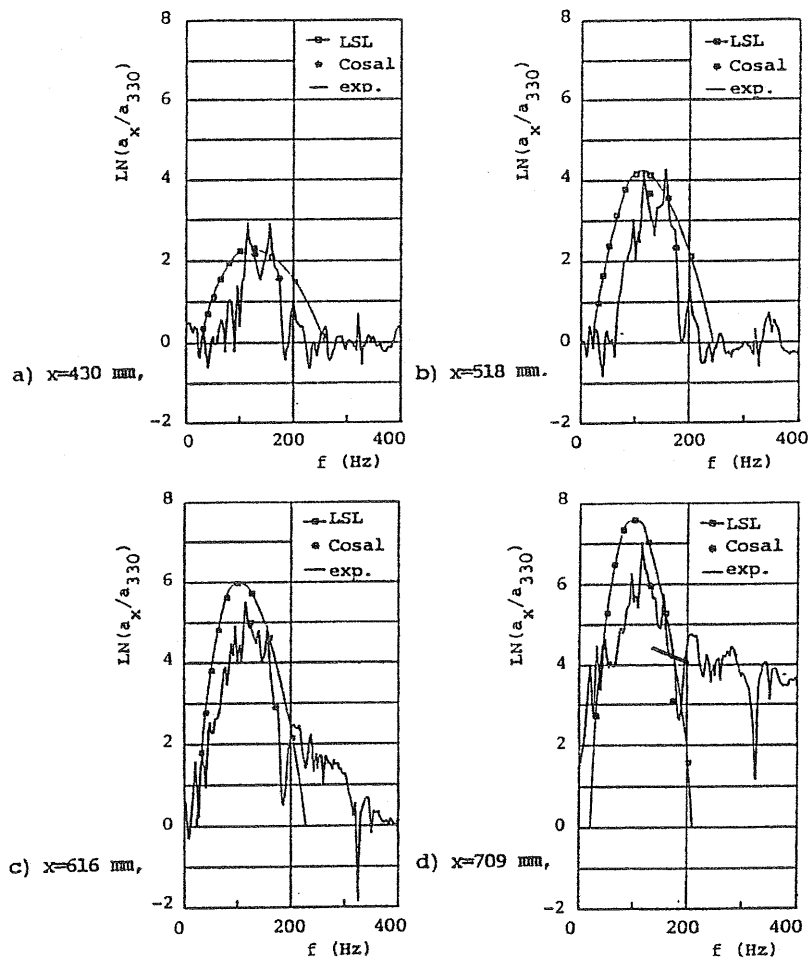 8
6
4
2
0
-2
LN(a_x/a_330)
LSL
Cosal
exp.
0 200 400
f (Hz)
a) x=430 mm,
8
6
4
2
0
-2
LN(a_x/a_330)
LSL
Cosal
exp.
0 200 400
f (Hz)
b) x=518 mm.
8
6
4
2
0
-2
LN(a_x/a_330)
LSL
Cosal
exp.
0 200 400
f (Hz)
c) x=616 mm,
8
6
4
2
0
-2
LN(a_x/a_330)
LSL
Cosal
exp.
0 200 400
f (Hz)
d) x=709 mm,